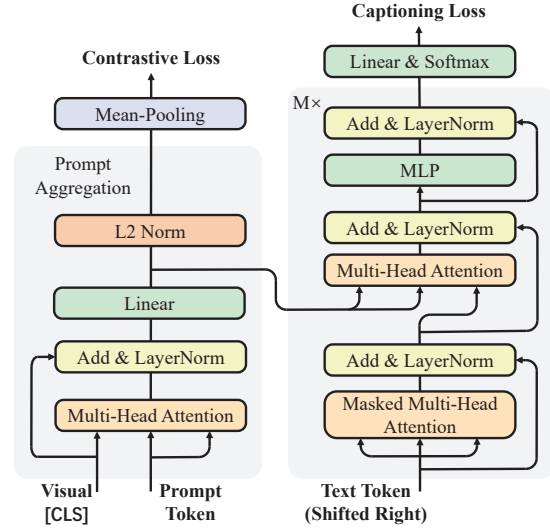 Contrastive Loss
Mean-Pooling
Prompt
Aggregation
L2 Norm
Linear
Add & LayerNorm
Multi-Head Attention
Visual
[CLS]
Prompt
Token
Captioning Loss
Linear & Softmax
M×
Add & LayerNorm
MLP
Add & LayerNorm
Multi-Head Attention
Add & LayerNorm
Masked Multi-Head
Attention
Text Token
(Shifted Right)